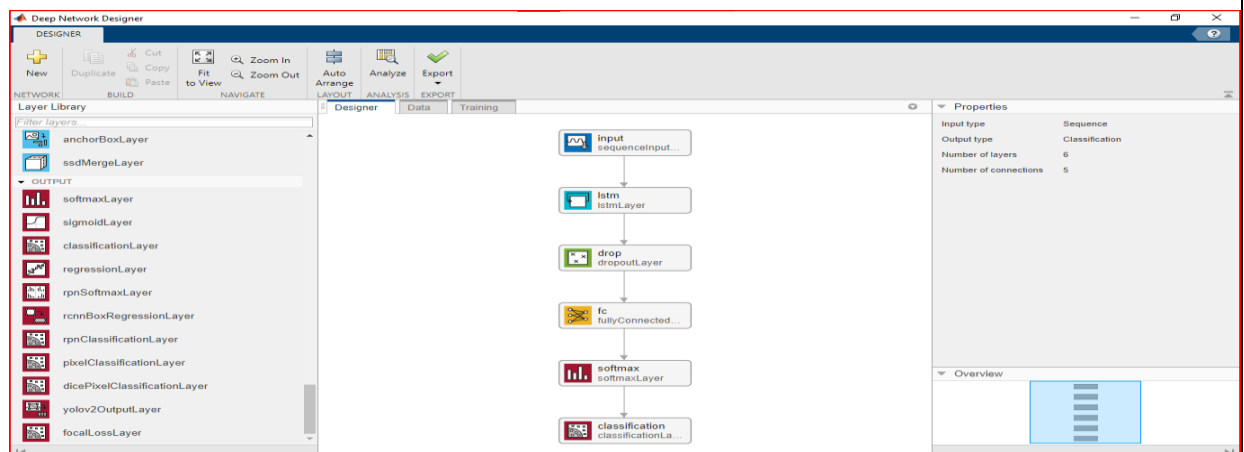 Deep Network Designer
DESIGNER
New
Duplicate
Cut
Copy
Paste
Fit
to View
Zoom In
Zoom Out
Auto
Arrange
Analyze
Export
NETWORK
BUILD
NAVIGATE
LAYOUT
ANALYSIS
EXPORT
Layer Library
Filter layers...
anchorBoxLayer
ssdMergeLayer
OUTPUT
softmaxLayer
sigmoidLayer
classificationLayer
regressionLayer
rpnSoftmaxLayer
rcnnBoxRegressionLayer
rpnClassificationLayer
pixelClassificationLayer
dicePixelClassificationLayer
yolov2OutputLayer
focalLossLayer
Designer
Data
Training
input
sequenceInput...
lstm
lstmLayer
drop
dropoutLayer
fc
fullyConnected...
softmax
softmaxLayer
classification
classificationLa...
Properties
Input type Sequence
Output type Classification
Number of layers 6
Number of connections 5
Overview